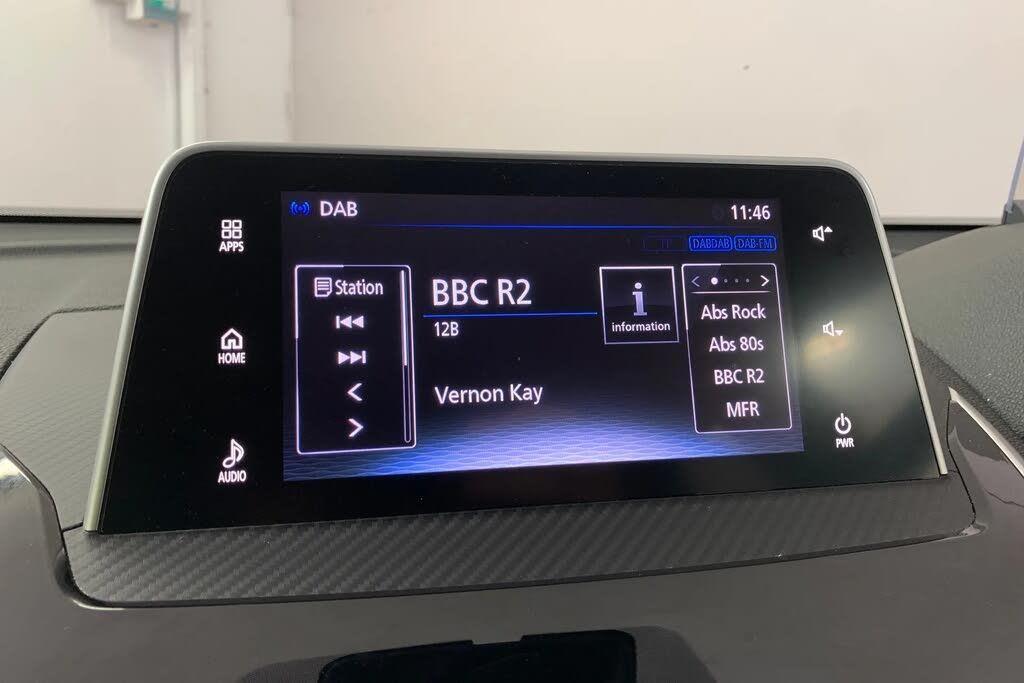 DAB
11:46
APPS
DABDAB DAB-FM
Station
BBC R2
information
12B
Abs Rock
Abs 80s
BBC R2
MFR
Vernon Kay
HOME
AUDIO
PWR